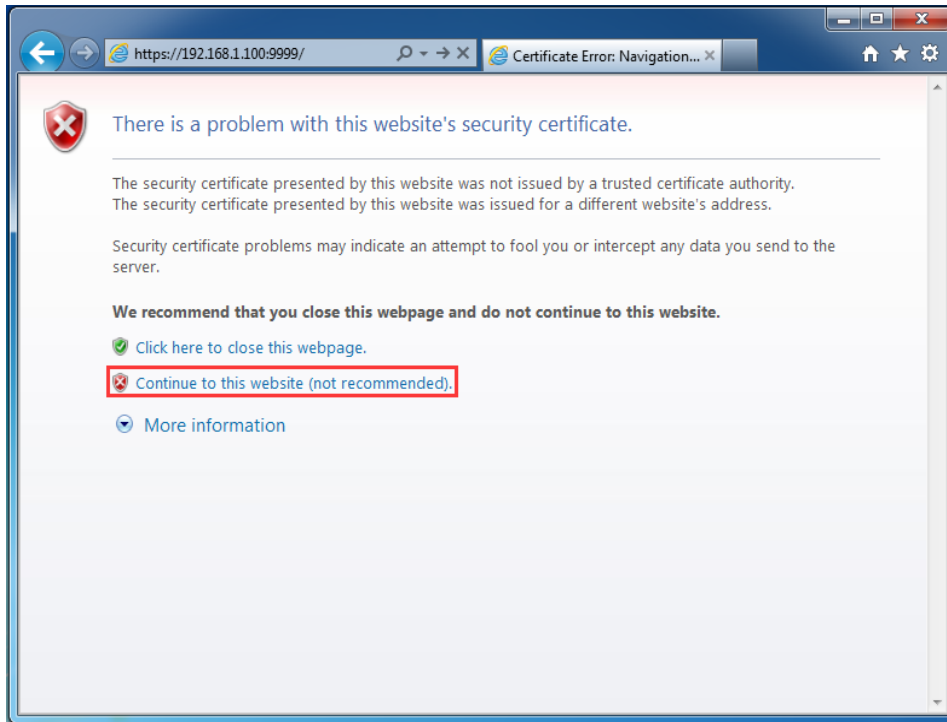 https://192.168.1.100:9999/
Certificate Error: Navigation...
There is a problem with this website's security certificate.
The security certificate presented by this website was not issued by a trusted certificate authority.
The security certificate presented by this website was issued for a different website's address.
Security certificate problems may indicate an attempt to fool you or intercept any data you send to the
server.
We recommend that you close this webpage and do not continue to this website.
Click here to close this webpage.
Continue to this website (not recommended).
More information